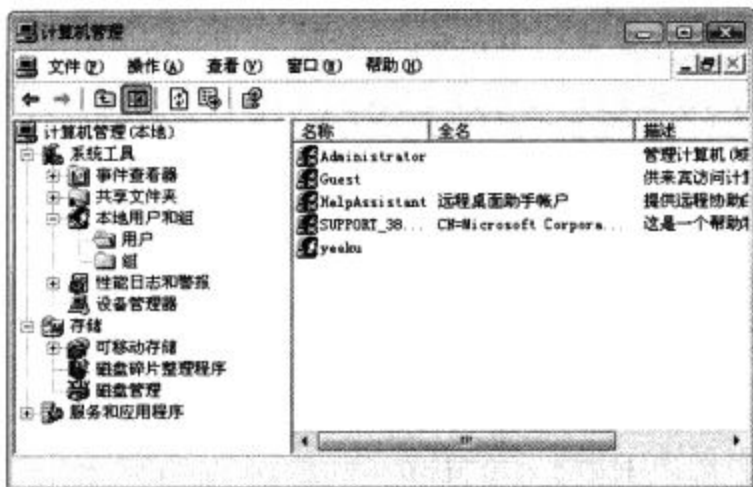 计算机管理
文件(F) 操作(A) 查看(V) 窗口(W) 帮助(H)
计算机管理(本地)
系统工具
事件查看器
共享文件夹
本地用户和组
用户
组
性能日志和警报
设备管理器
存储
可移动存储
磁盘碎片整理程序
磁盘管理
服务和应用程序
名称 全名 描述
Administrator 管理计算机(域
Guest 供来宾访问计算
HelpAssistant 远程桌面助手帐户 提供远程协助的
SUPPORT_38... CN=Microsoft Corpora... 这是一个帮助和
yeeku